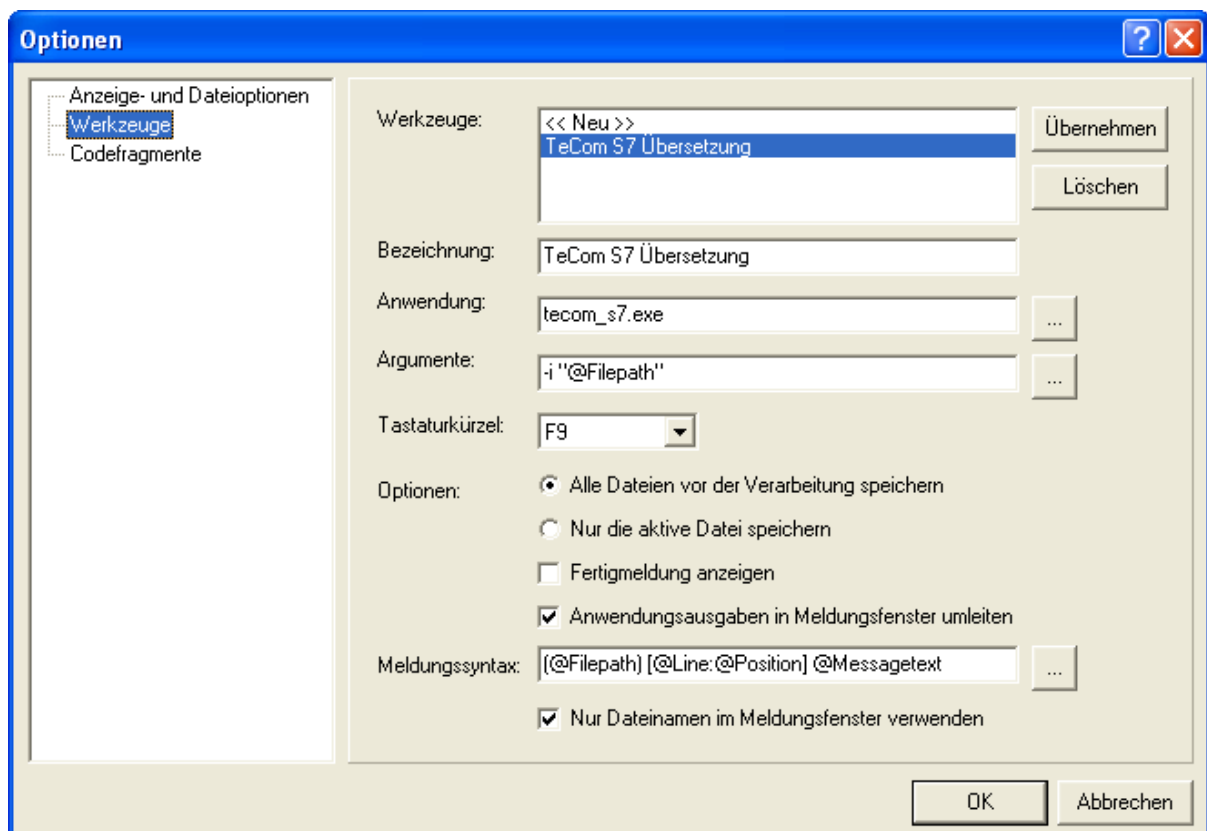 Optionen
Anzeige- und Dateioptionen
Werkzeuge
Codefragmente
Werkzeuge:
<< Neu >>
TeCom S7 Übersetzung
Übernehmen
Löschen
Bezeichnung:
TeCom S7 Übersetzung
Anwendung:
tecom_s7.exe
...
Argumente:
-i "@Filepath"
...
Tastaturkürzel:
F9
Optionen:
Alle Dateien vor der Verarbeitung speichern
Nur die aktive Datei speichern
Fertigmeldung anzeigen
Anwendungsausgaben in Meldungsfenster umleiten
Meldungssyntax:
(@Filepath) [@Line:@Position] @Messagetext
...
Nur Dateinamen im Meldungsfenster verwenden
OK
Abbrechen